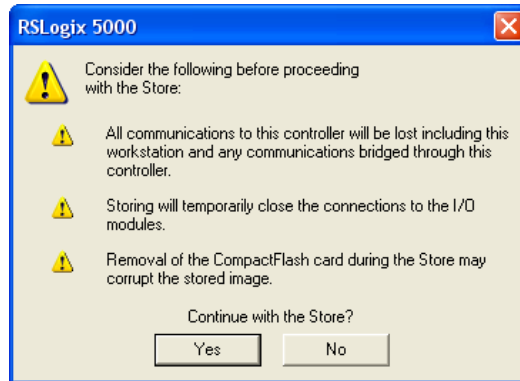 RSLogix 5000
Consider the following before proceeding
with the Store:
All communications to this controller will be lost including this
workstation and any communications bridged through this
controller.
Storing will temporarily close the connections to the I/O
modules.
Removal of the CompactFlash card during the Store may
corrupt the stored image.
Continue with the Store?
Yes
No